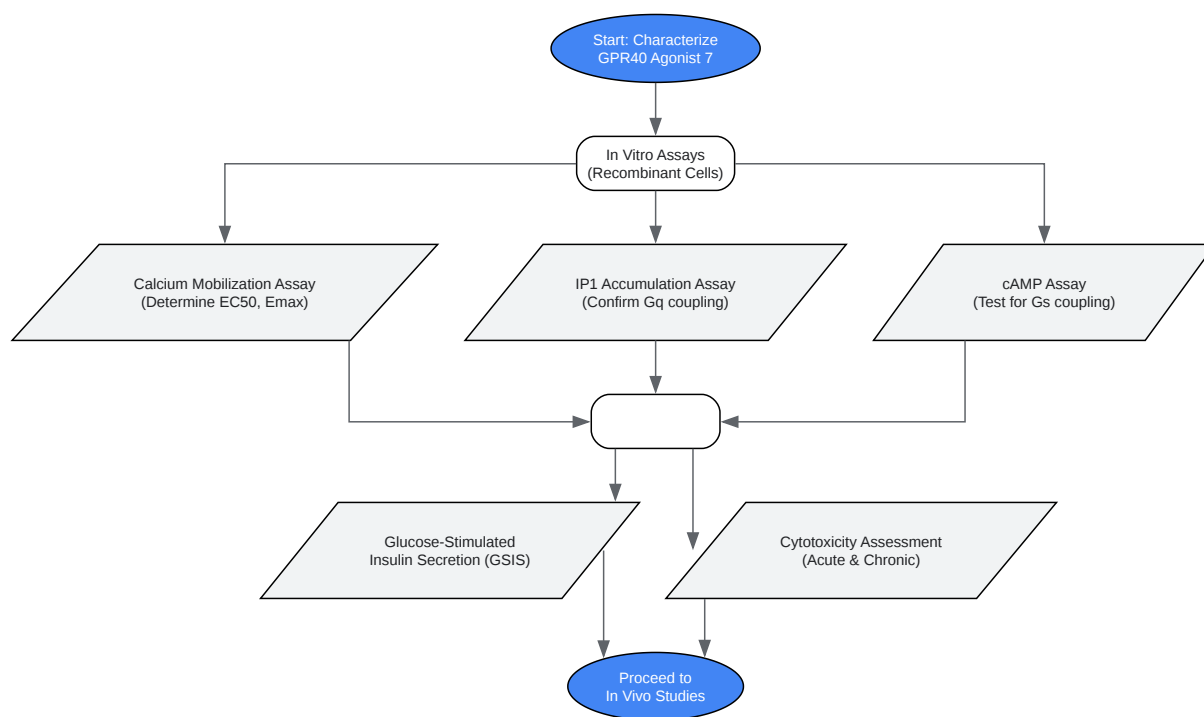 Start: Characterize
GPR40 Agonist 7
In Vitro Assays
(Recombinant Cells)
Calcium Mobilization Assay
(Determine EC50, Emax)
IP1 Accumulation Assay
(Confirm Gq coupling)
cAMP Assay
(Test for Gs coupling)
Glucose-Stimulated
Insulin Secretion (GSIS)
Cytotoxicity Assessment
(Acute & Chronic)
Proceed to
In Vivo Studies